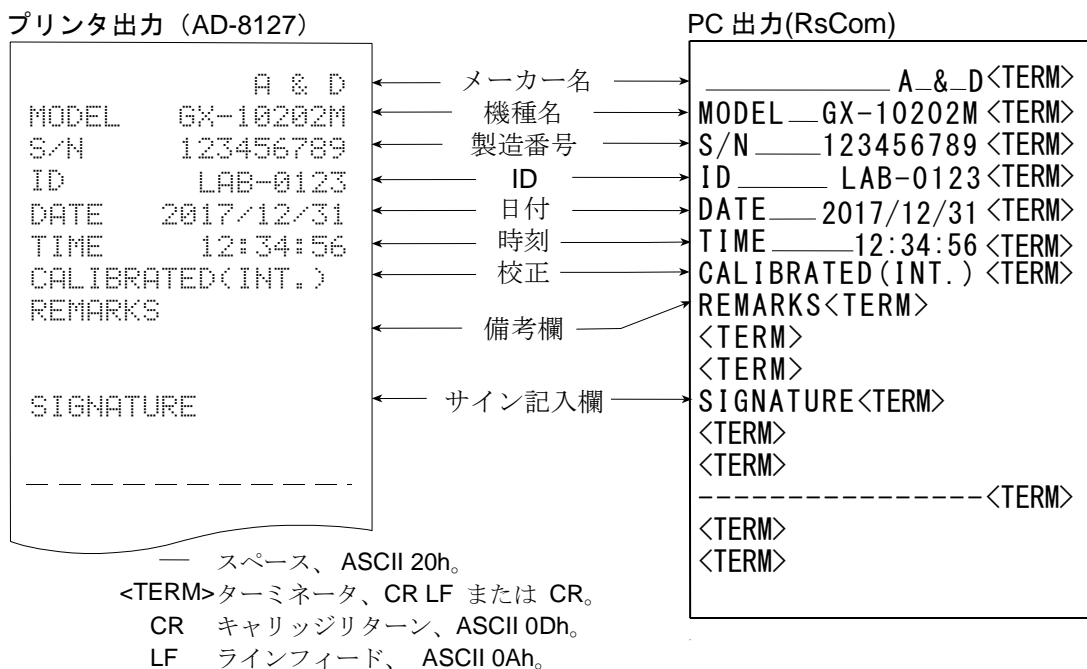 プリンタ出力（AD-8127）
A & D
MODEL GX-10202M
S/N 123456789
ID LAB-0123
DATE 2017/12/31
TIME 12:34:56
CALIBRATED(INT.)
REMARKS
SIGNATURE
メーカー名
機種名
製造番号
ID
日付
時刻
校正
備考欄
サイン記入欄
PC 出力(RsCom)
A_&_D<TERM>
MODEL__GX-10202M<TERM>
S/N____123456789<TERM>
ID______LAB-0123<TERM>
DATE__2017/12/31<TERM>
TIME____12:34:56<TERM>
CALIBRATED(INT.)<TERM>
REMARKS<TERM>
<TERM>
<TERM>
SIGNATURE<TERM>
<TERM>
<TERM>
----------------<TERM>
<TERM>
<TERM>
― スペース、 ASCII 20h。
<TERM>ターミネータ、CR LF または CR。
CR キャリッジリターン、ASCII 0Dh。
LF ラインフィード、 ASCII 0Ah。